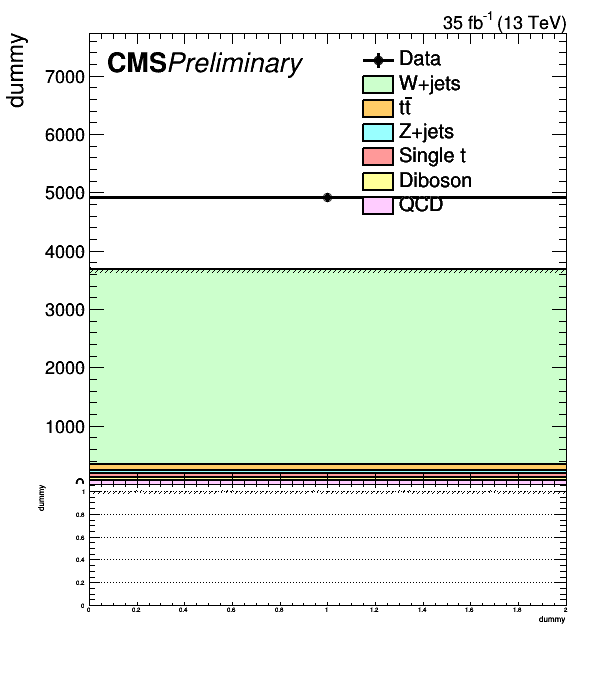 35 fb⁻¹ (13 TeV)
dummy
CMS Preliminary
Data
W+jets
tt̄
Z+jets
Single t
Diboson
QCD
7000
6000
5000
4000
3000
2000
1000
0
dummy
1
0.8
0.6
0.4
0.2
0
0 0.2 0.4 0.6 0.8 1 1.2 1.4 1.6 1.8 2
dummy